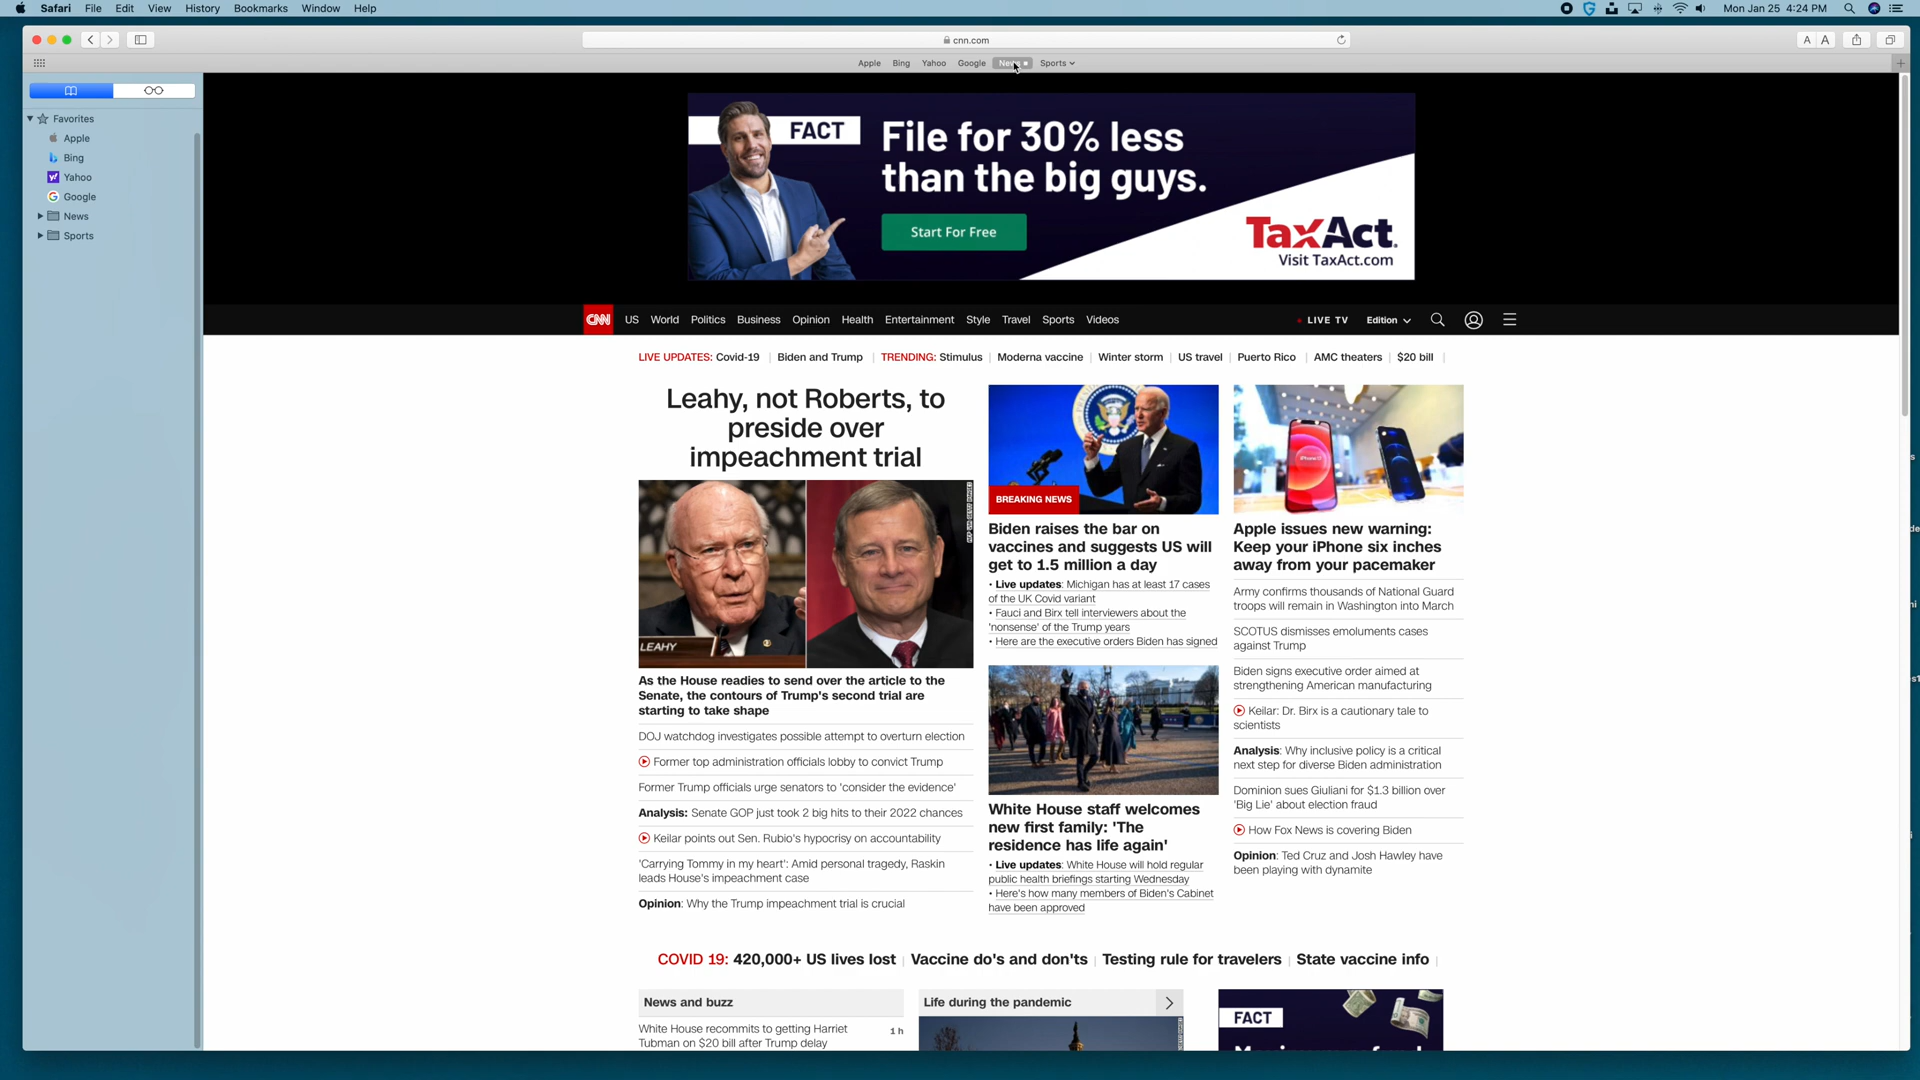 Safari File Edit View History Bookmarks Window Help
Mon Jan 25 4:24 PM
cnn.com
A A
Apple Bing Yahoo Google News Sports
Favorites
Apple
Bing
Yahoo
Google
News
Sports
FACT
File for 30% less
than the big guys.
Start For Free
TaxAct.
Visit TaxAct.com
CNN US World Politics Business Opinion Health Entertainment Style Travel Sports Videos
LIVE TV Edition
LIVE UPDATES: Covid-19 | Biden and Trump | TRENDING: Stimulus | Moderna vaccine | Winter storm | US travel | Puerto Rico | AMC theaters | $20 bill |
Leahy, not Roberts, to
preside over
impeachment trial
LEAHY
As the House readies to send over the article to the
Senate, the contours of Trump's second trial are
starting to take shape
DOJ watchdog investigates possible attempt to overturn election
Former top administration officials lobby to convict Trump
Former Trump officials urge senators to 'consider the evidence'
Analysis: Senate GOP just took 2 big hits to their 2022 chances
Keilar points out Sen. Rubio's hypocrisy on accountability
'Carrying Tommy in my heart': Amid personal tragedy, Raskin
leads House's impeachment case
Opinion: Why the Trump impeachment trial is crucial
BREAKING NEWS
Biden raises the bar on
vaccines and suggests US will
get to 1.5 million a day
• Live updates: Michigan has at least 17 cases
of the UK Covid variant
• Fauci and Birx tell interviewers about the
'nonsense' of the Trump years
• Here are the executive orders Biden has signed
White House staff welcomes
new first family: 'The
residence has life again'
• Live updates: White House will hold regular
public health briefings starting Wednesday
• Here's how many members of Biden's Cabinet
have been approved
Apple issues new warning:
Keep your iPhone six inches
away from your pacemaker
Army confirms thousands of National Guard
troops will remain in Washington into March
SCOTUS dismisses emoluments cases
against Trump
Biden signs executive order aimed at
strengthening American manufacturing
Keilar: Dr. Birx is a cautionary tale to
scientists
Analysis: Why inclusive policy is a critical
next step for diverse Biden administration
Dominion sues Giuliani for $1.3 billion over
'Big Lie' about election fraud
How Fox News is covering Biden
Opinion: Ted Cruz and Josh Hawley have
been playing with dynamite
COVID 19: 420,000+ US lives lost | Vaccine do's and don'ts | Testing rule for travelers | State vaccine info |
News and buzz
White House recommits to getting Harriet
Tubman on $20 bill after Trump delay
1 h
Life during the pandemic
FACT